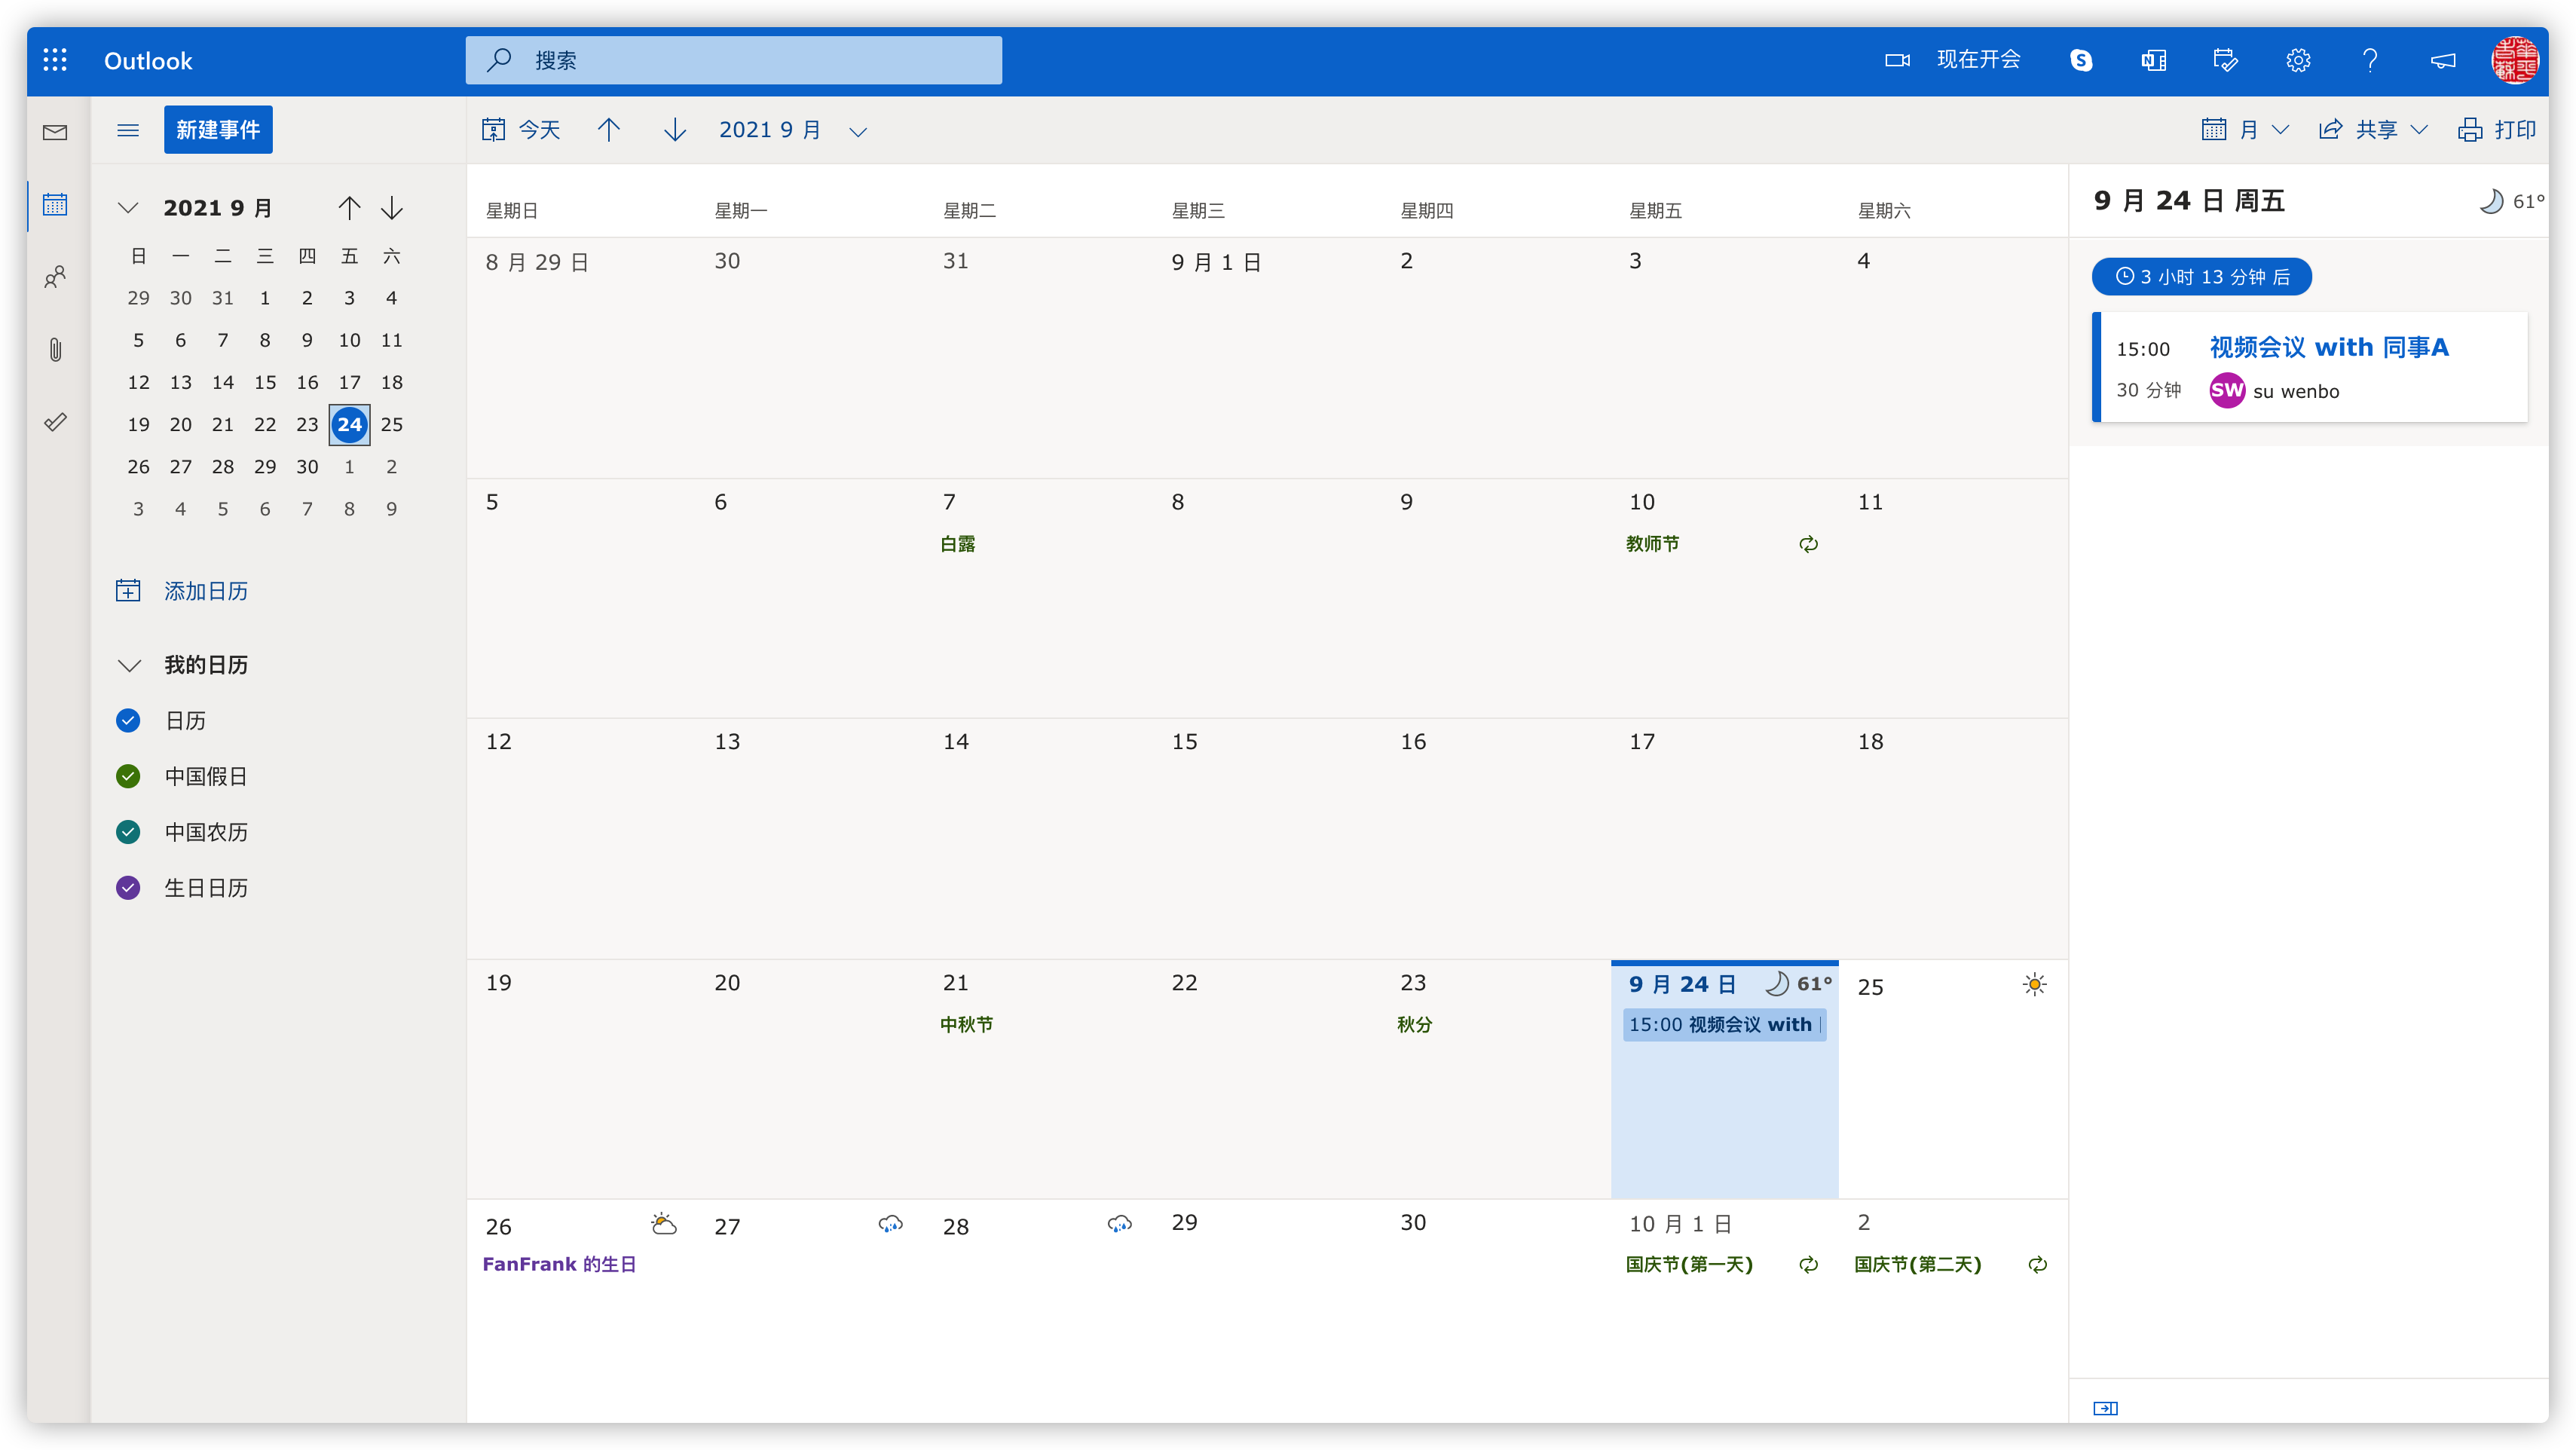 Outlook
搜索
现在开会
新建事件
今天
2021 9 月
月
共享
打印
2021 9 月
日 一 二 三 四 五 六
29 30 31 1 2 3 4
5 6 7 8 9 10 11
12 13 14 15 16 17 18
19 20 21 22 23 24 25
26 27 28 29 30 1 2
3 4 5 6 7 8 9
添加日历
我的日历
日历
中国假日
中国农历
生日日历
星期日 星期一 星期二 星期三 星期四 星期五 星期六
8 月 29 日 30 31 9 月 1 日 2 3 4
5 6 7 8 9 10 11
白露 教师节
12 13 14 15 16 17 18
19 20 21 22 23 9 月 24 日 61° 25
中秋节 秋分 15:00 视频会议 with
26 27 28 29 30 10 月 1 日 2
FanFrank 的生日 国庆节(第一天) 国庆节(第二天)
9 月 24 日 周五 61°
3 小时 13 分钟 后
15:00 视频会议 with 同事A
30 分钟 SW su wenbo